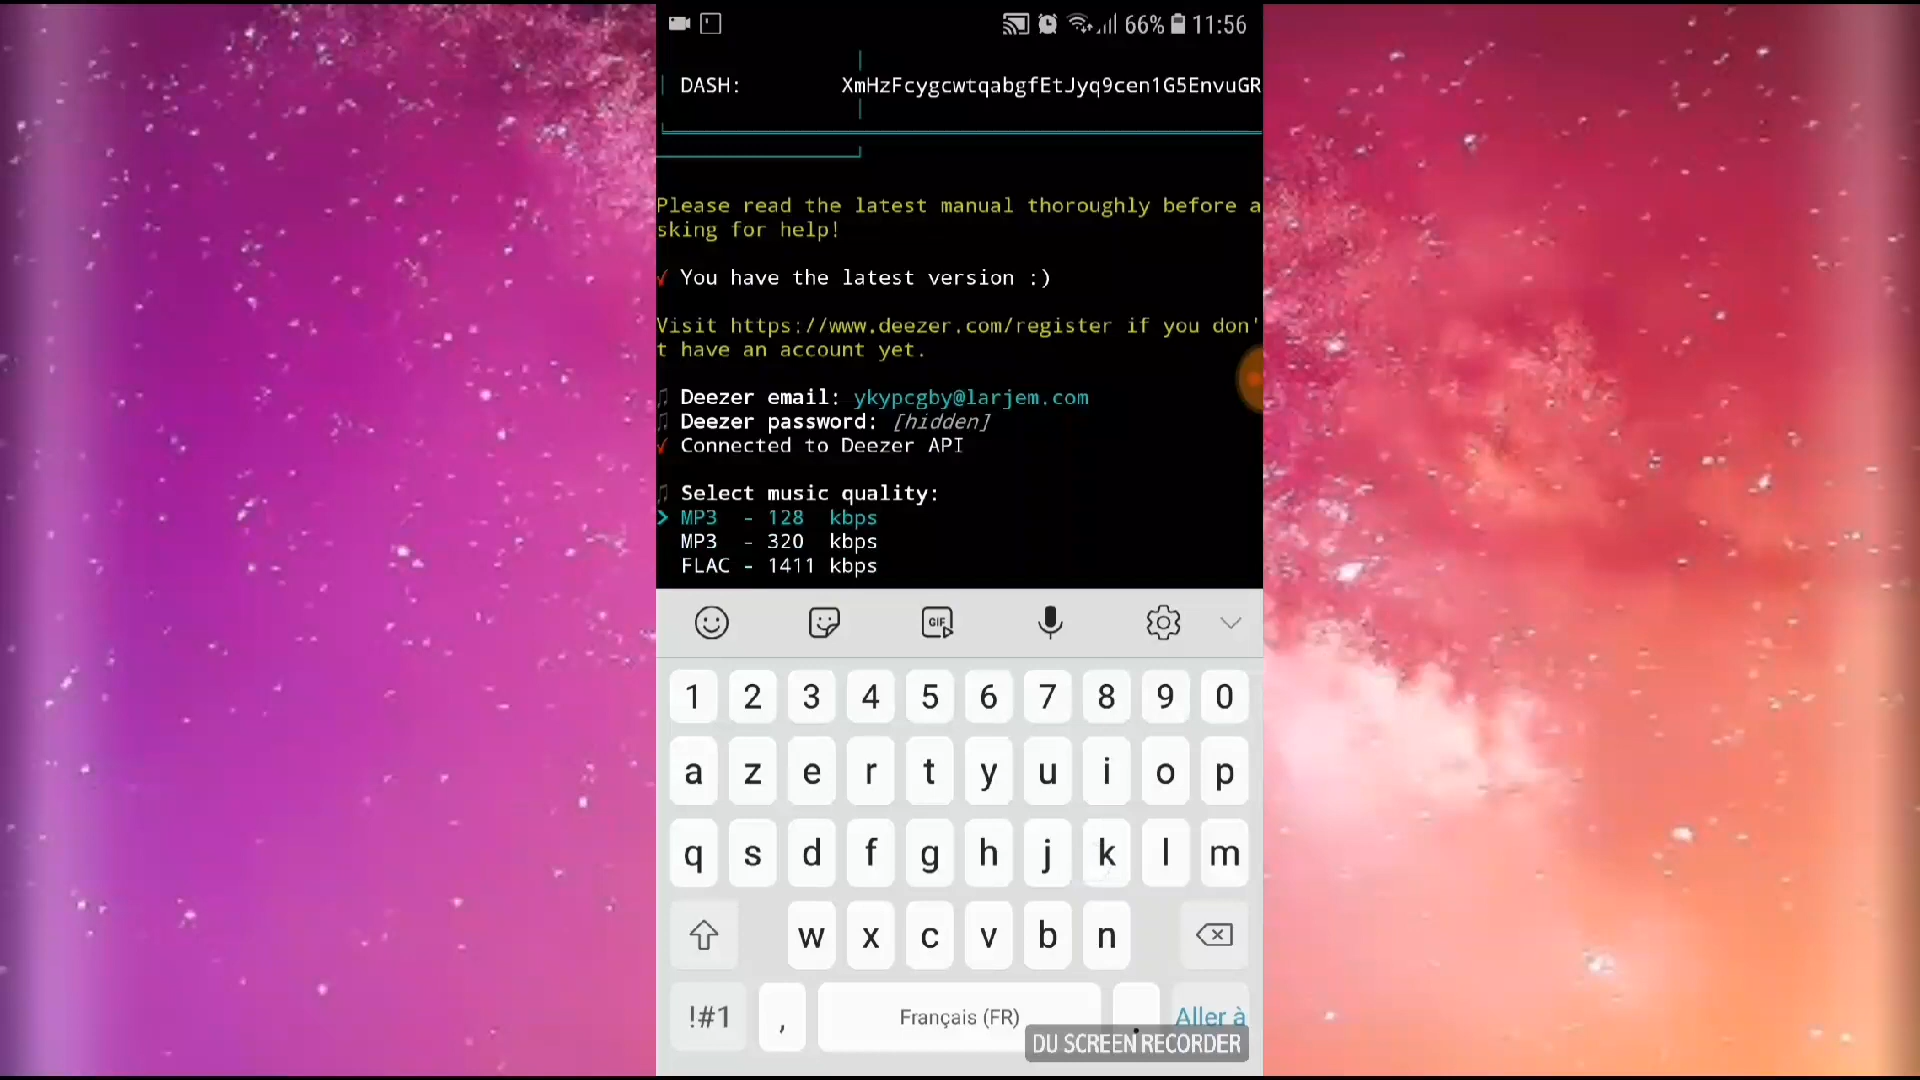 66% 11:56
DASH: XmHzFcygcwtqabgfEtJyq9cen1G5EnvuGR
Please read the latest manual thoroughly before a
sking for help!
√ You have the latest version :)
Visit https://www.deezer.com/register if you don'
t have an account yet.
♫ Deezer email: ykypcgby@larjem.com
♫ Deezer password: [hidden]
√ Connected to Deezer API
♫ Select music quality:
> MP3 - 128 kbps
MP3 - 320 kbps
FLAC - 1411 kbps
GIF
1 2 3 4 5 6 7 8 9 0
a z e r t y u i o p
q s d f g h j k l m
w x c v b n
!#1 , Français (FR) . Aller à
DU SCREEN RECORDER